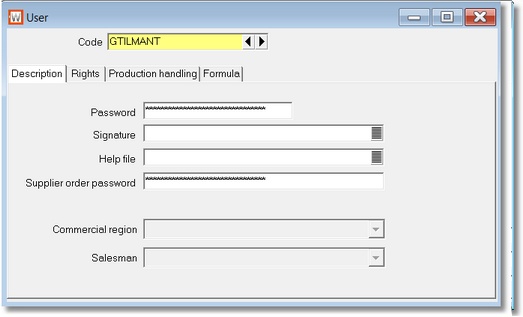 User
Code GTILMANT
Description Rights Production handling Formula
Password ******************************
Signature
Help file
Supplier order password ******************************
Commercial region
Salesman